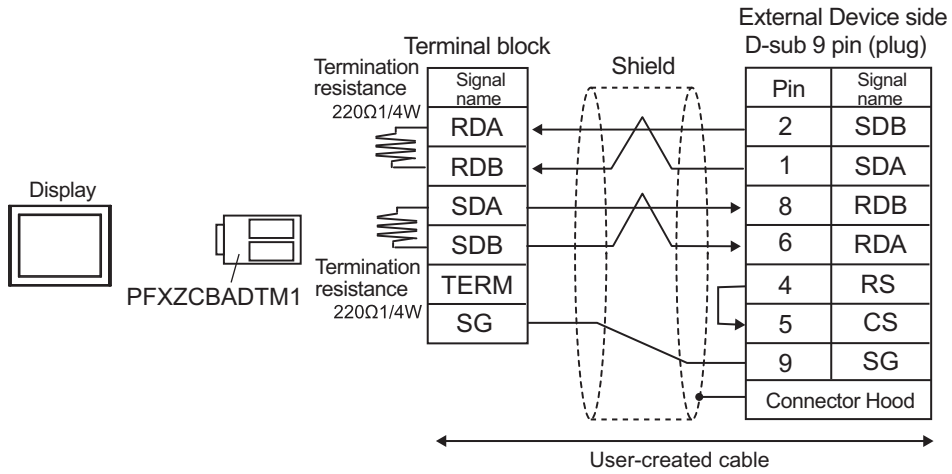 External Device side
D-sub 9 pin (plug)
Terminal block
Shield
Termination
resistance
220Ω1/4W
Signal
name
RDA
RDB
SDA
SDB
TERM
SG
Pin
Signal
name
2 SDB
1 SDA
8 RDB
6 RDA
4 RS
5 CS
9 SG
Connector Hood
Display
PFXZCBADTM1
Termination
resistance
220Ω1/4W
User-created cable